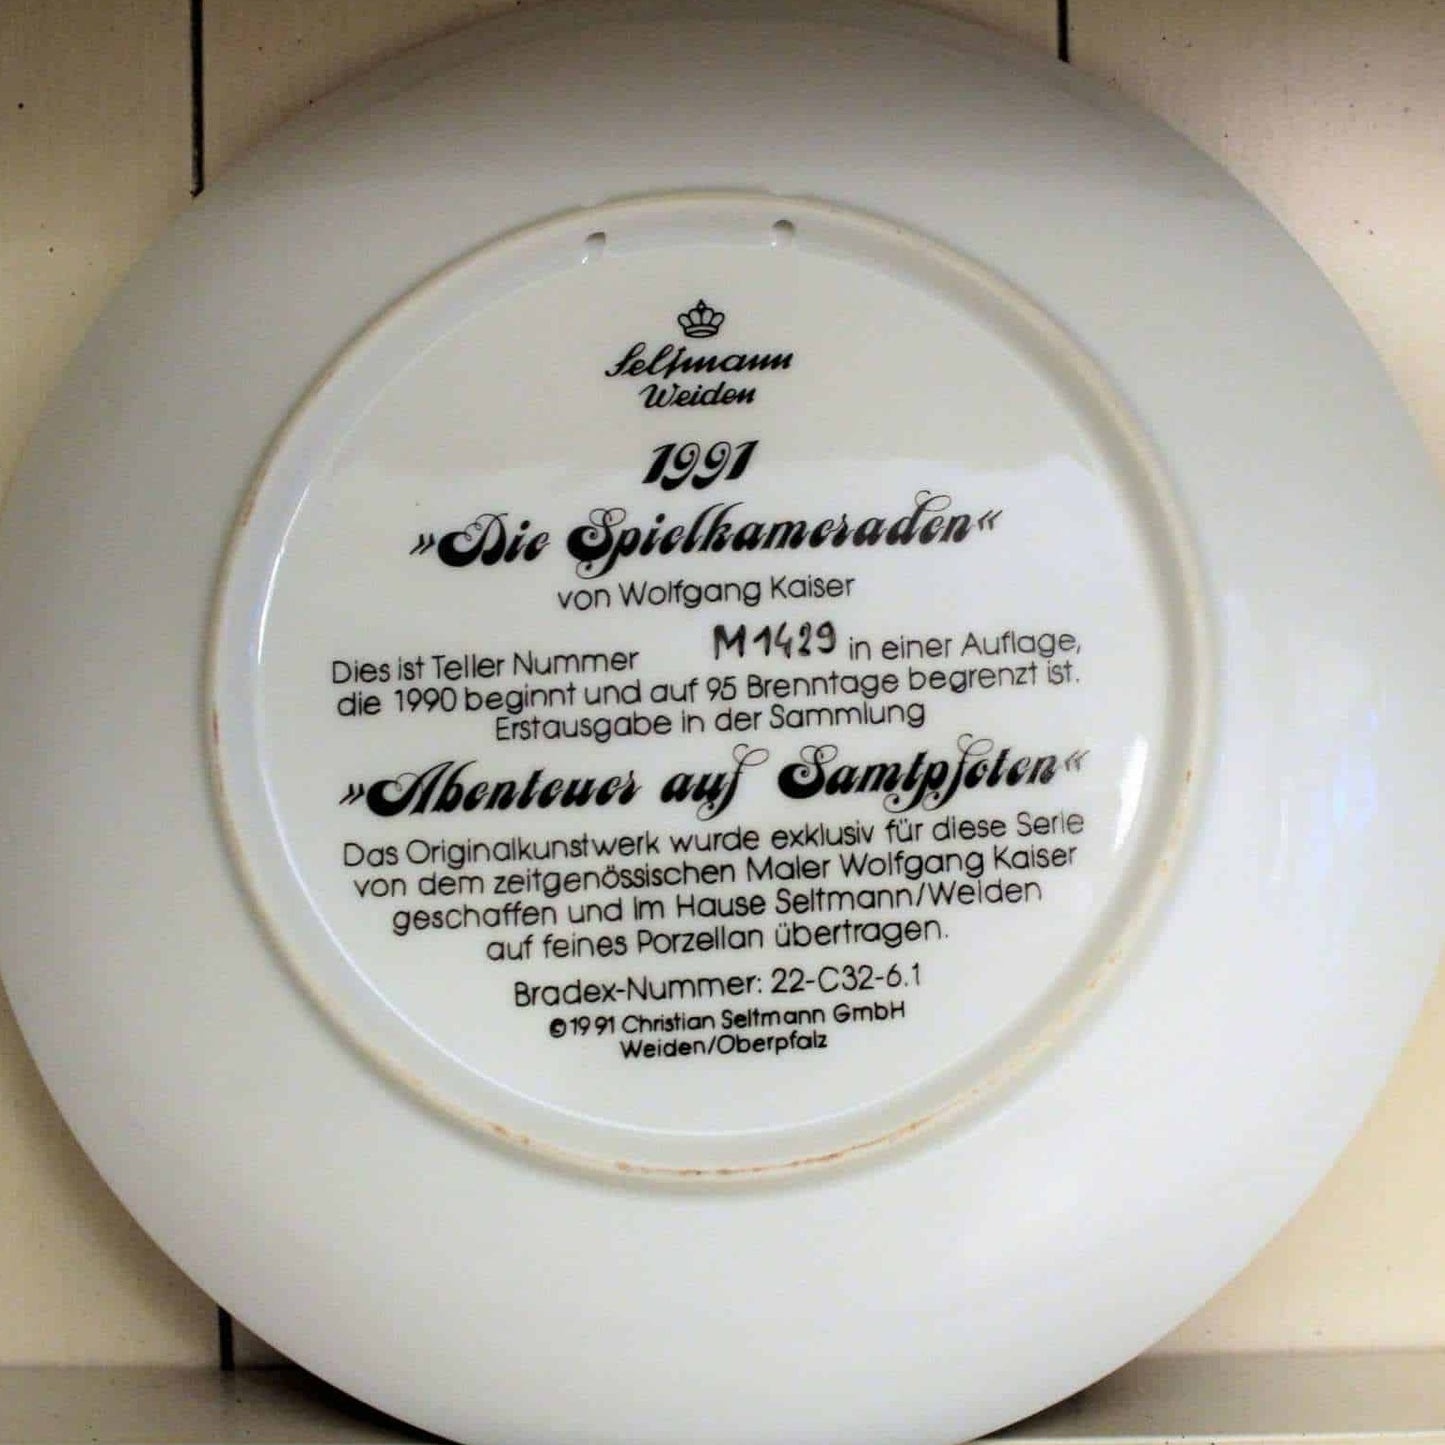 Seltmann
Weiden
1991
»Die Spielkameraden«
von Wolfgang Kaiser
Dies ist Teller Nummer M1429 in einer Auflage,
die 1990 beginnt und auf 95 Brenntage begrenzt ist.
Erstausgabe in der Sammlung
»Abenteuer auf Samtpfoten«
Das Originalkunstwerk wurde exklusiv für diese Serie
von dem zeitgenössischen Maler Wolfgang Kaiser
geschaffen und im Hause Seltmann/Weiden
auf feines Porzellan übertragen.
Bradex-Nummer: 22-C32-6.1
©1991 Christian Seltmann GmbH
Weiden/Oberpfalz